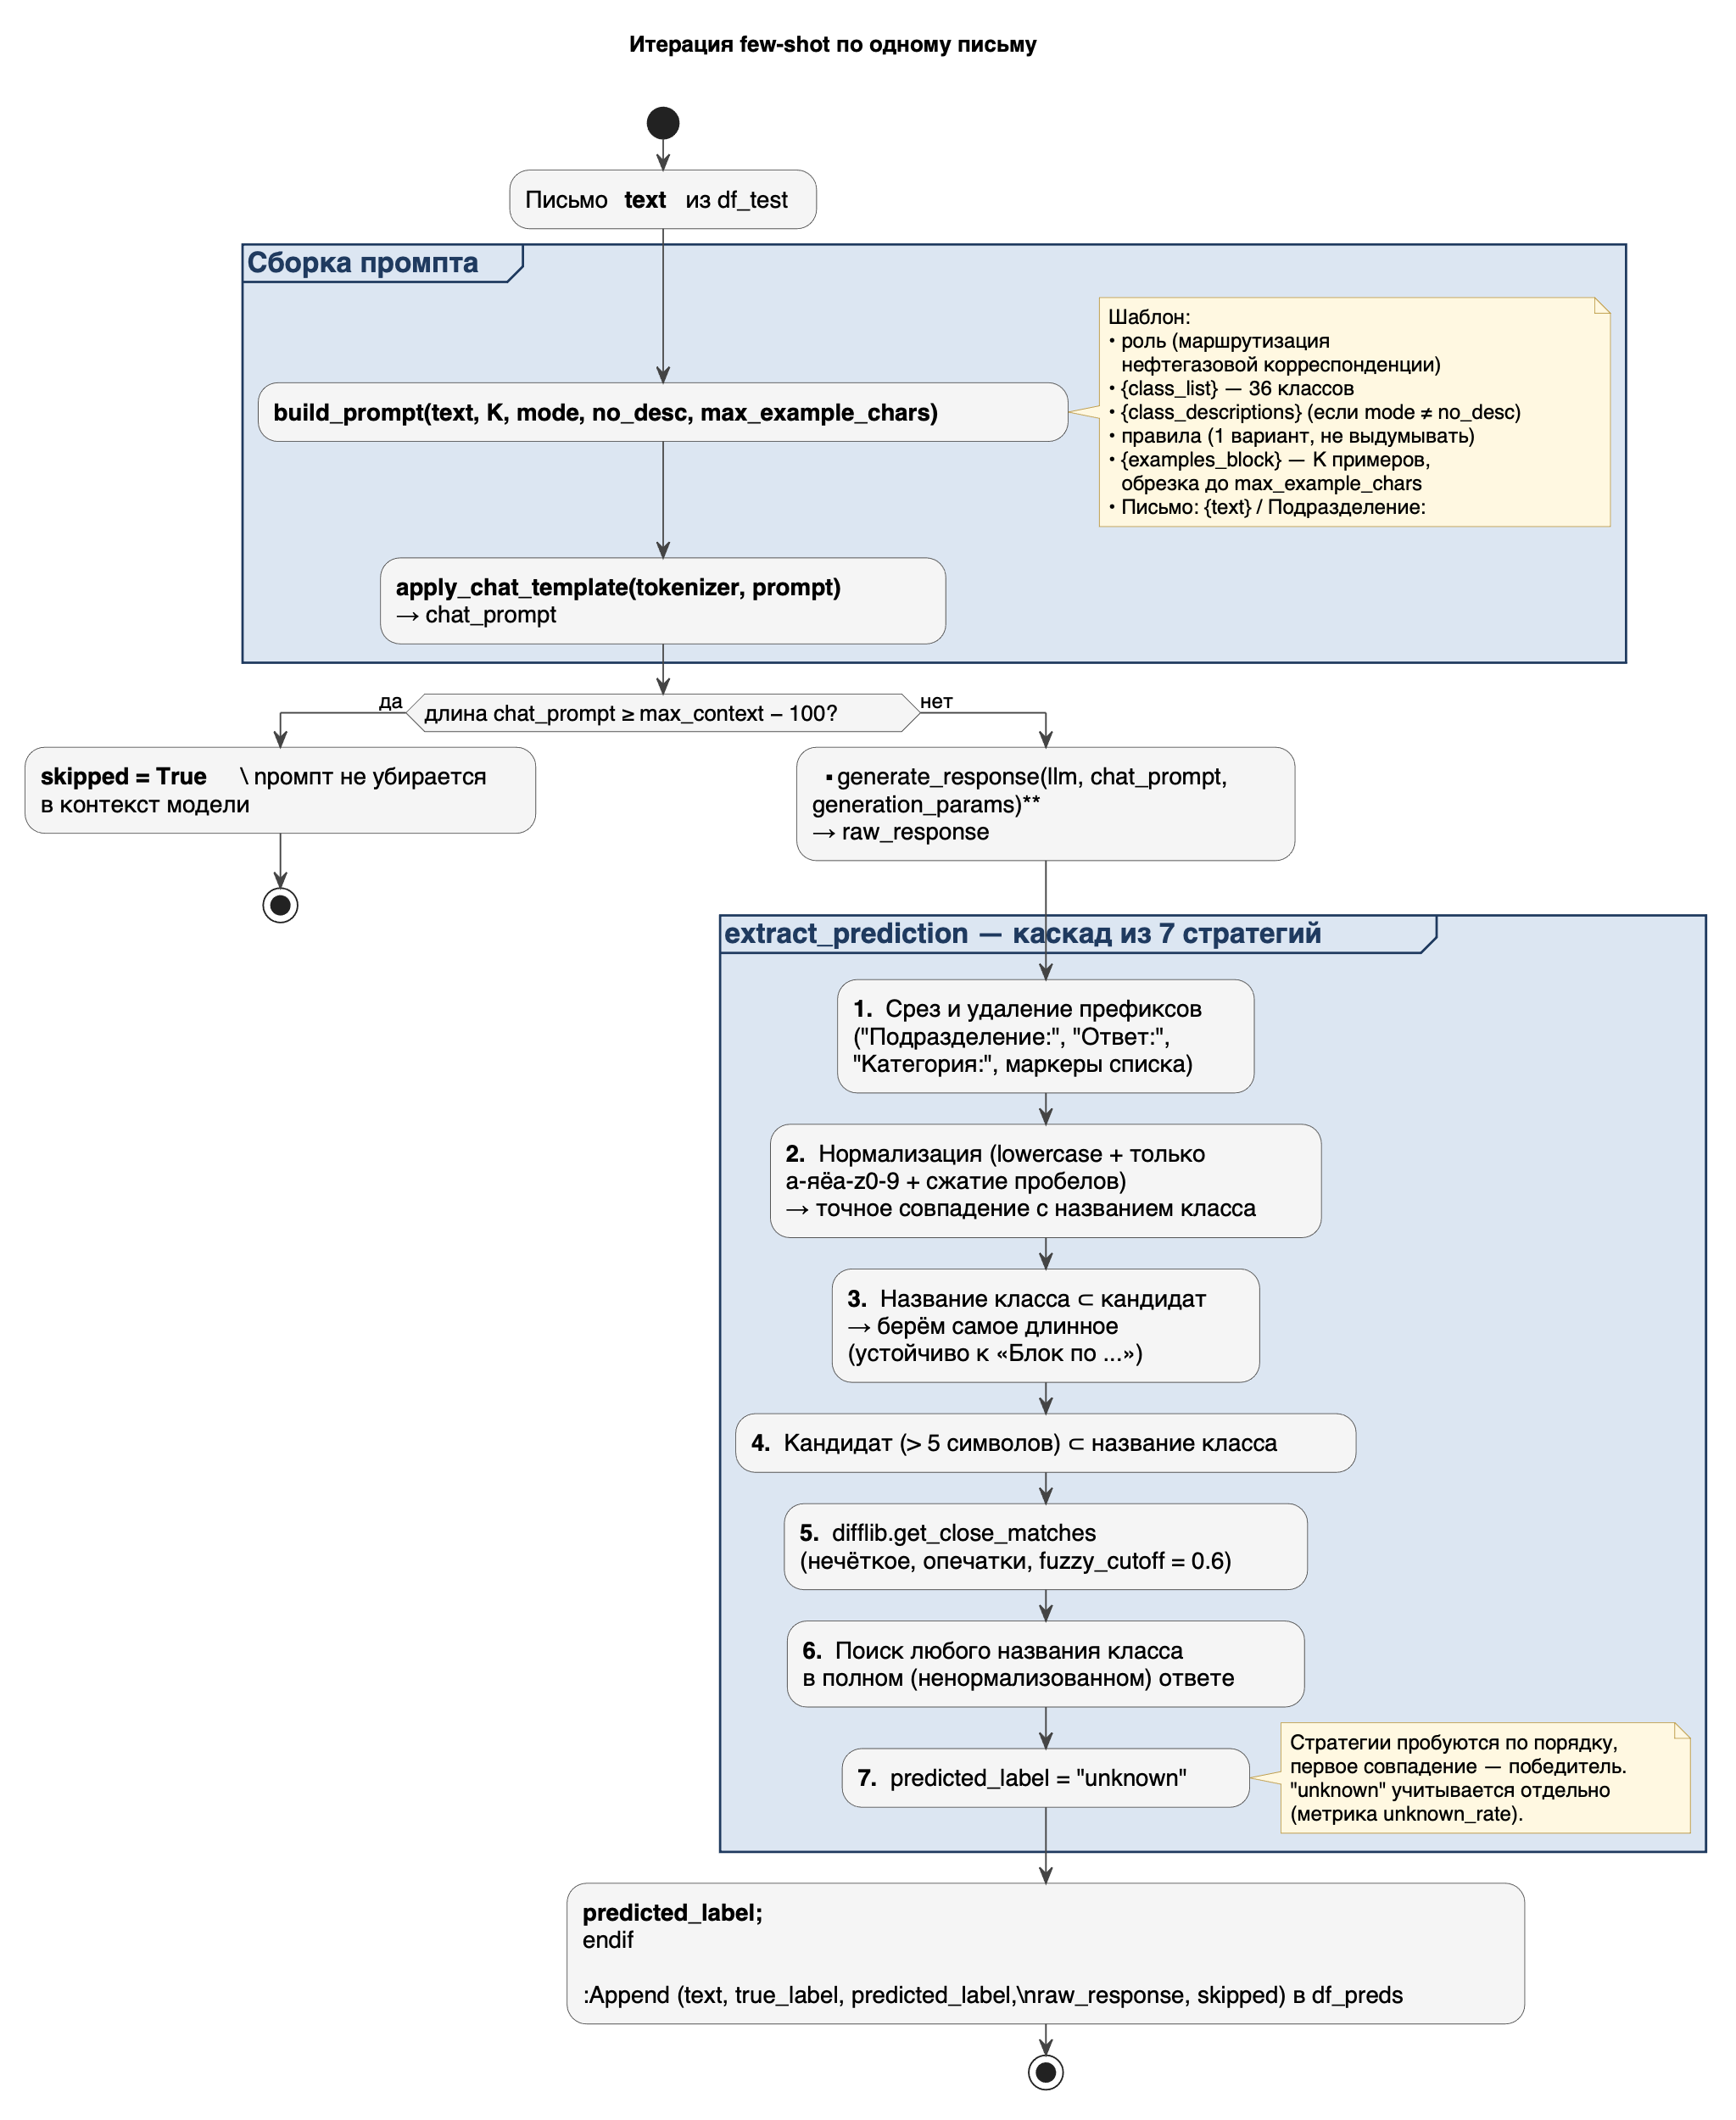 Итерация few-shot по одному письму
Письмо text из df_test
Сборка промпта
Шаблон:
• роль (маршрутизация
нефтегазовой корреспонденции)
• {class_list} — 36 классов
• {class_descriptions} (если mode ≠ no_desc)
• правила (1 вариант, не выдумывать)
• {examples_block} — K примеров,
обрезка до max_example_chars
• Письмо: {text} / Подразделение:
build_prompt(text, K, mode, no_desc, max_example_chars)
apply_chat_template(tokenizer, prompt)
→ chat_prompt
да
длина chat_prompt ≥ max_context – 100?
нет
skipped = True \ nромпт не убирается
в контекст модели
▪ generate_response(llm, chat_prompt,
generation_params)**
→ raw_response
extract_prediction — каскад из 7 стратегий
1. Срез и удаление префиксов
("Подразделение:", "Ответ:",
"Категория:", маркеры списка)
2. Нормализация (lowercase + только
а-яёa-z0-9 + сжатие пробелов)
→ точное совпадение с названием класса
3. Название класса ⊂ кандидат
→ берём самое длинное
(устойчиво к «Блок по ...»)
4. Кандидат (> 5 символов) ⊂ название класса
5. difflib.get_close_matches
(нечёткое, опечатки, fuzzy_cutoff = 0.6)
6. Поиск любого названия класса
в полном (ненормализованном) ответе
7. predicted_label = "unknown"
Стратегии пробуются по порядку,
первое совпадение — победитель.
"unknown" учитывается отдельно
(метрика unknown_rate).
predicted_label;
endif
:Append (text, true_label, predicted_label,\nraw_response, skipped) в df_preds